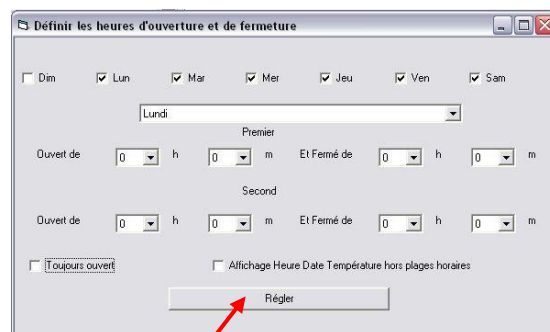 Définir les heures d'ouverture et de fermeture
Dim Lun Mar Mer Jeu Ven Sam
Lundi
Premier
Ouvert de 0 h 0 m Et Fermé de 0 h 0 m
Second
Ouvert de 0 h 0 m Et Fermé de 0 h 0 m
Toujours ouvert Affichage Heure Date Température hors plages horaires
Régler